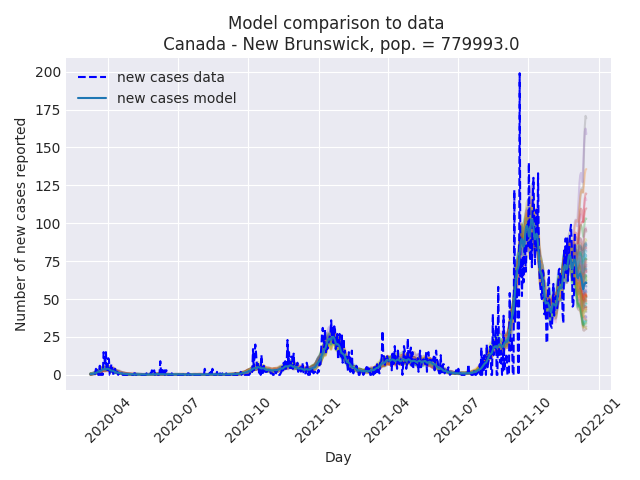 Model comparison to data
Canada - New Brunswick, pop. = 779993.0
new cases data
new cases model
Number of new cases reported
200
175
150
125
100
75
50
25
0
2020-04
2020-07
2020-10
2021-01
2021-04
2021-07
2021-10
2022-01
Day